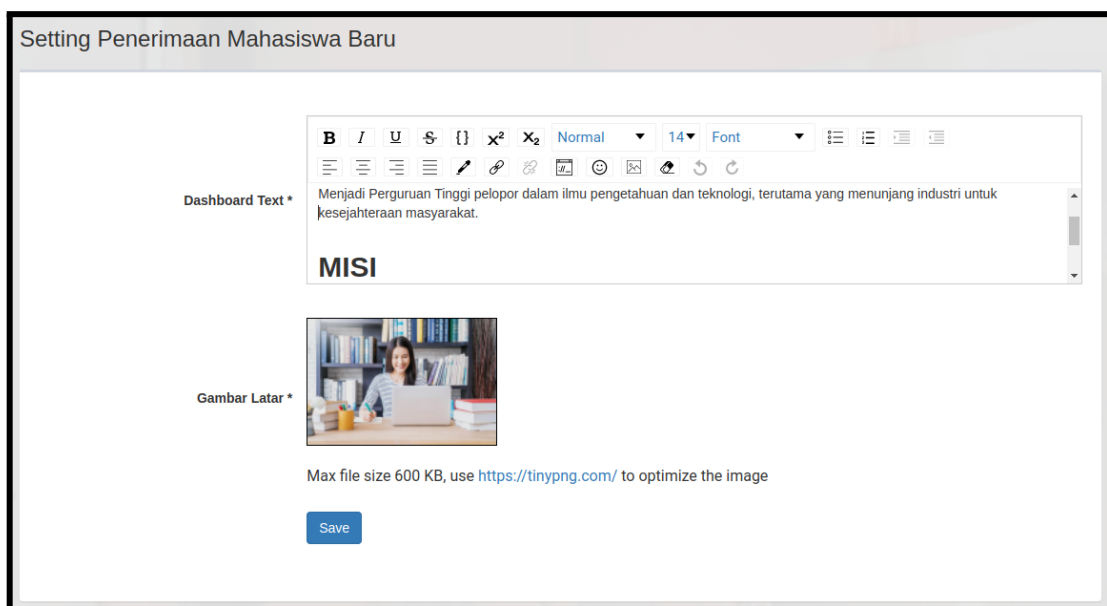 Setting Penerimaan Mahasiswa Baru
B I U S {} X² X₂ Normal 14 Font
Dashboard Text *
Menjadi Perguruan Tinggi pelopor dalam ilmu pengetahuan dan teknologi, terutama yang menunjang industri untuk
kesejahteraan masyarakat.
MISI
Gambar Latar *
Max file size 600 KB, use https://tinypng.com/ to optimize the image
Save